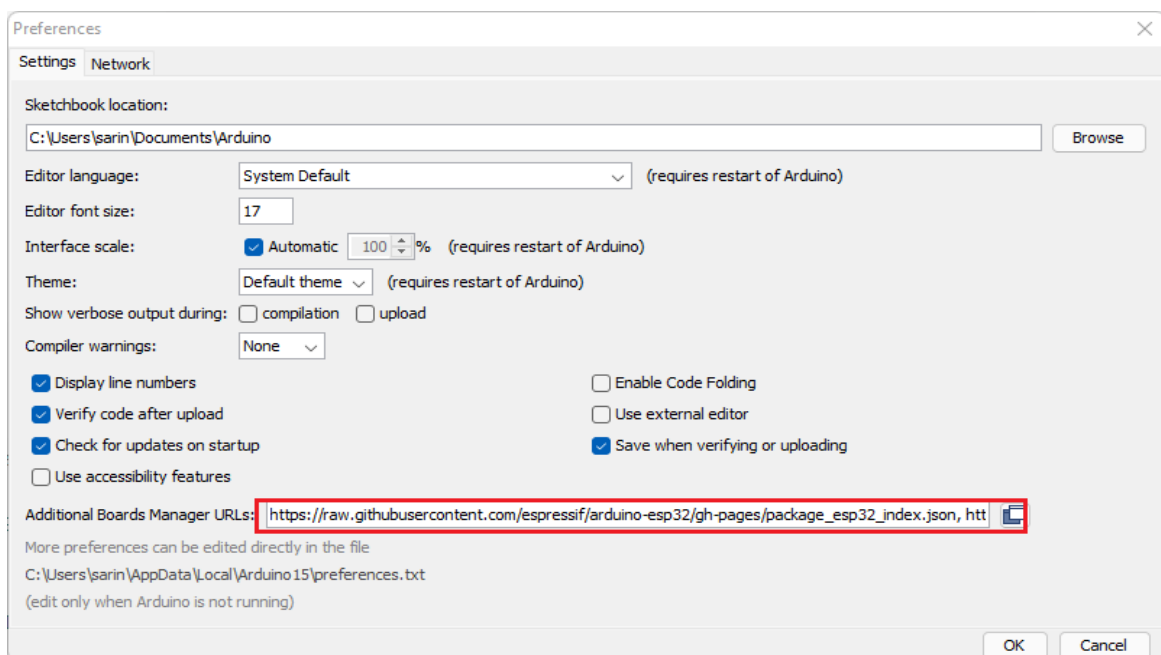 Preferences
Settings Network
Sketchbook location:
C:\Users\sarin\Documents\Arduino Browse
Editor language: System Default (requires restart of Arduino)
Editor font size: 17
Interface scale: Automatic 100 % (requires restart of Arduino)
Theme: Default theme (requires restart of Arduino)
Show verbose output during: compilation upload
Compiler warnings: None
Display line numbers Enable Code Folding
Verify code after upload Use external editor
Check for updates on startup Save when verifying or uploading
Use accessibility features
Additional Boards Manager URLs: https://raw.githubusercontent.com/espressif/arduino-esp32/gh-pages/package_esp32_index.json, htt
More preferences can be edited directly in the file
C:\Users\sarin\AppData\Local\Arduino15\preferences.txt
(edit only when Arduino is not running)
OK Cancel